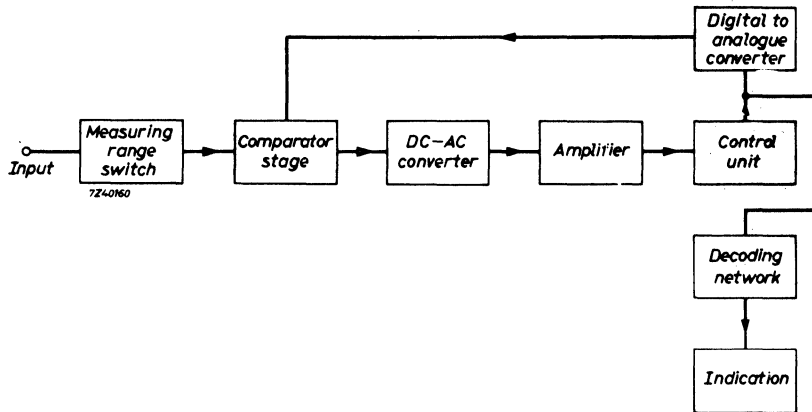 Digital to
analogue
converter
Input
Measuring
range
switch
7Z40160
Comparator
stage
DC-AC
converter
Amplifier
Control
unit
Decoding
network
Indication